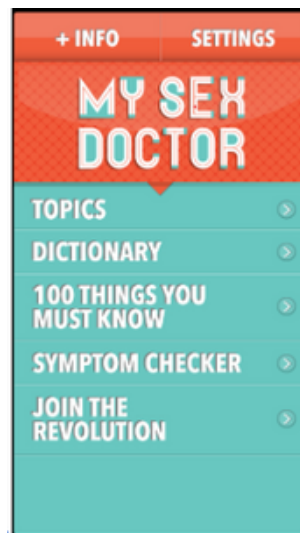 + INFO SETTINGS
MY SEX
DOCTOR
TOPICS
DICTIONARY
100 THINGS YOU
MUST KNOW
SYMPTOM CHECKER
JOIN THE
REVOLUTION